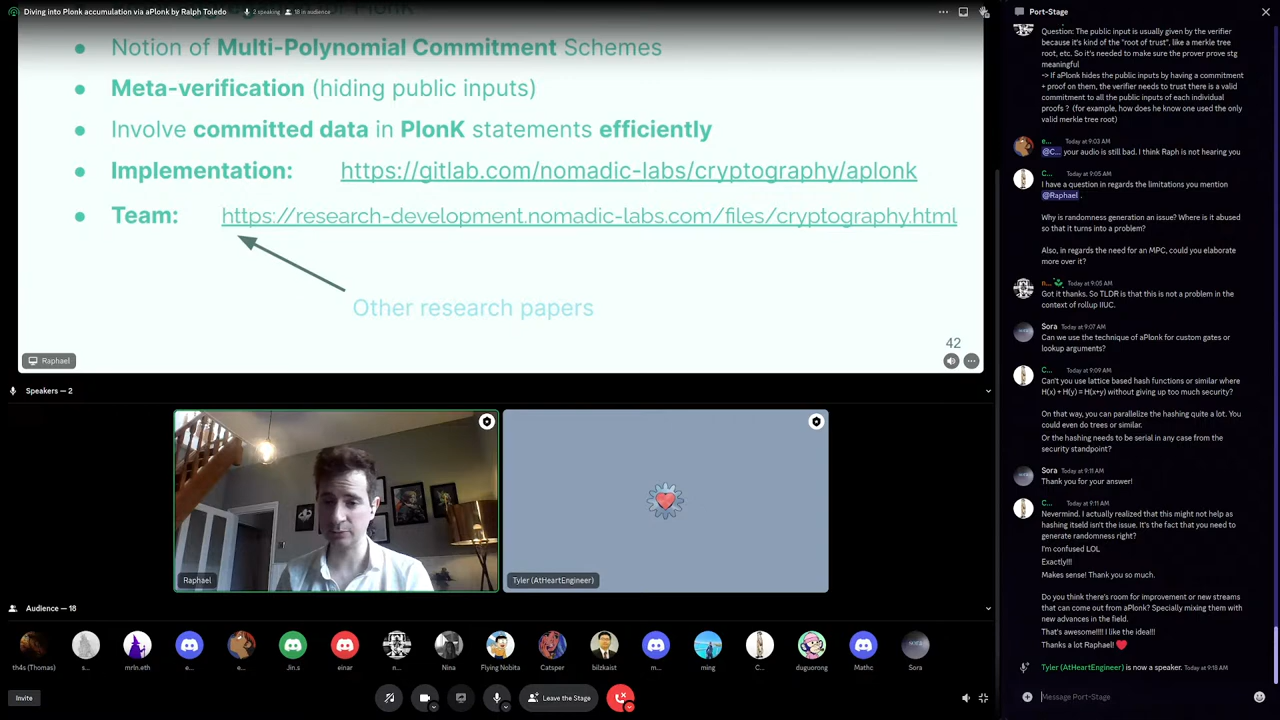 Diving into Plonk accumulation via aPlonk by Ralph Toledo
2 speaking
18 in audience
Notion of Multi-Polynomial Commitment Schemes
Meta-verification (hiding public inputs)
Involve committed data in PlonK statements efficiently
Implementation: https://gitlab.com/nomadic-labs/cryptography/aplonk
Team: https://research-development.nomadic-labs.com/files/cryptography.html
Other research papers
42
Raphael
Speakers — 2
Raphael
Tyler (AtHeartEngineer)
Audience — 18
th4s (Thomas)
s...
mrln.eth
e...
e...
Jin.s
einar
n...
Nina
Flying Nobita
Catsper
bilzkaist
m...
ming
C...
duguorong
Mathc
Sora
Invite
Leave the Stage
Port-Stage
Question: The public input is usually given by the verifier
because it's kind of the "root of trust", like a merkle tree
root, etc. So it's needed to make sure the prover prove stg
meaningful
-> If aPlonk hides the public inputs by having a commitment
+ proof on them, the verifier needs to trust there is a valid
commitment to all the public inputs of each individual
proofs ? (for example, how does he know one used the only
valid merkle tree root)
e... Today at 9:03 AM
@C... your audio is still bad. I think Raph is not hearing you
C... Today at 9:05 AM
I have a question in regards the limitations you mention
@Raphael .
Why is randomness generation an issue? Where is it abused
so that it turns into a problem?
Also, in regards the need for an MPC, could you elaborate
more over it?
n... Today at 9:05 AM
Got it thanks. So TLDR is that this is not a problem in the
context of rollup IIUC.
Sora Today at 9:07 AM
Can we use the technique of aPlonk for custom gates or
lookup arguments?
C... Today at 9:09 AM
Can't you use lattice based hash functions or similar where
H(x) + H(y) = H(x+y) without giving up too much security?
On that way, you can parallelize the hashing quite a lot. You
could even do trees or similar.
Or the hashing needs to be serial in any case from the
security standpoint?
Sora Today at 9:11 AM
Thank you for your answer!
C... Today at 9:11 AM
Nevermind. I actually realized that this might not help as
hashing itseld isn't the issue. It's the fact that you need to
generate randomness right?
I'm confused LOL
Exactly!!!
Makes sense! Thank you so much.
Do you think there's room for improvement or new streams
that can come out from aPlonk? Specially mixing them with
new advances in the field.
That's awesome!!!! I like the idea!!!
Thanks a lot Raphael! ❤️
Tyler (AtHeartEngineer) is now a speaker. Today at 9:18 AM
Message Port-Stage